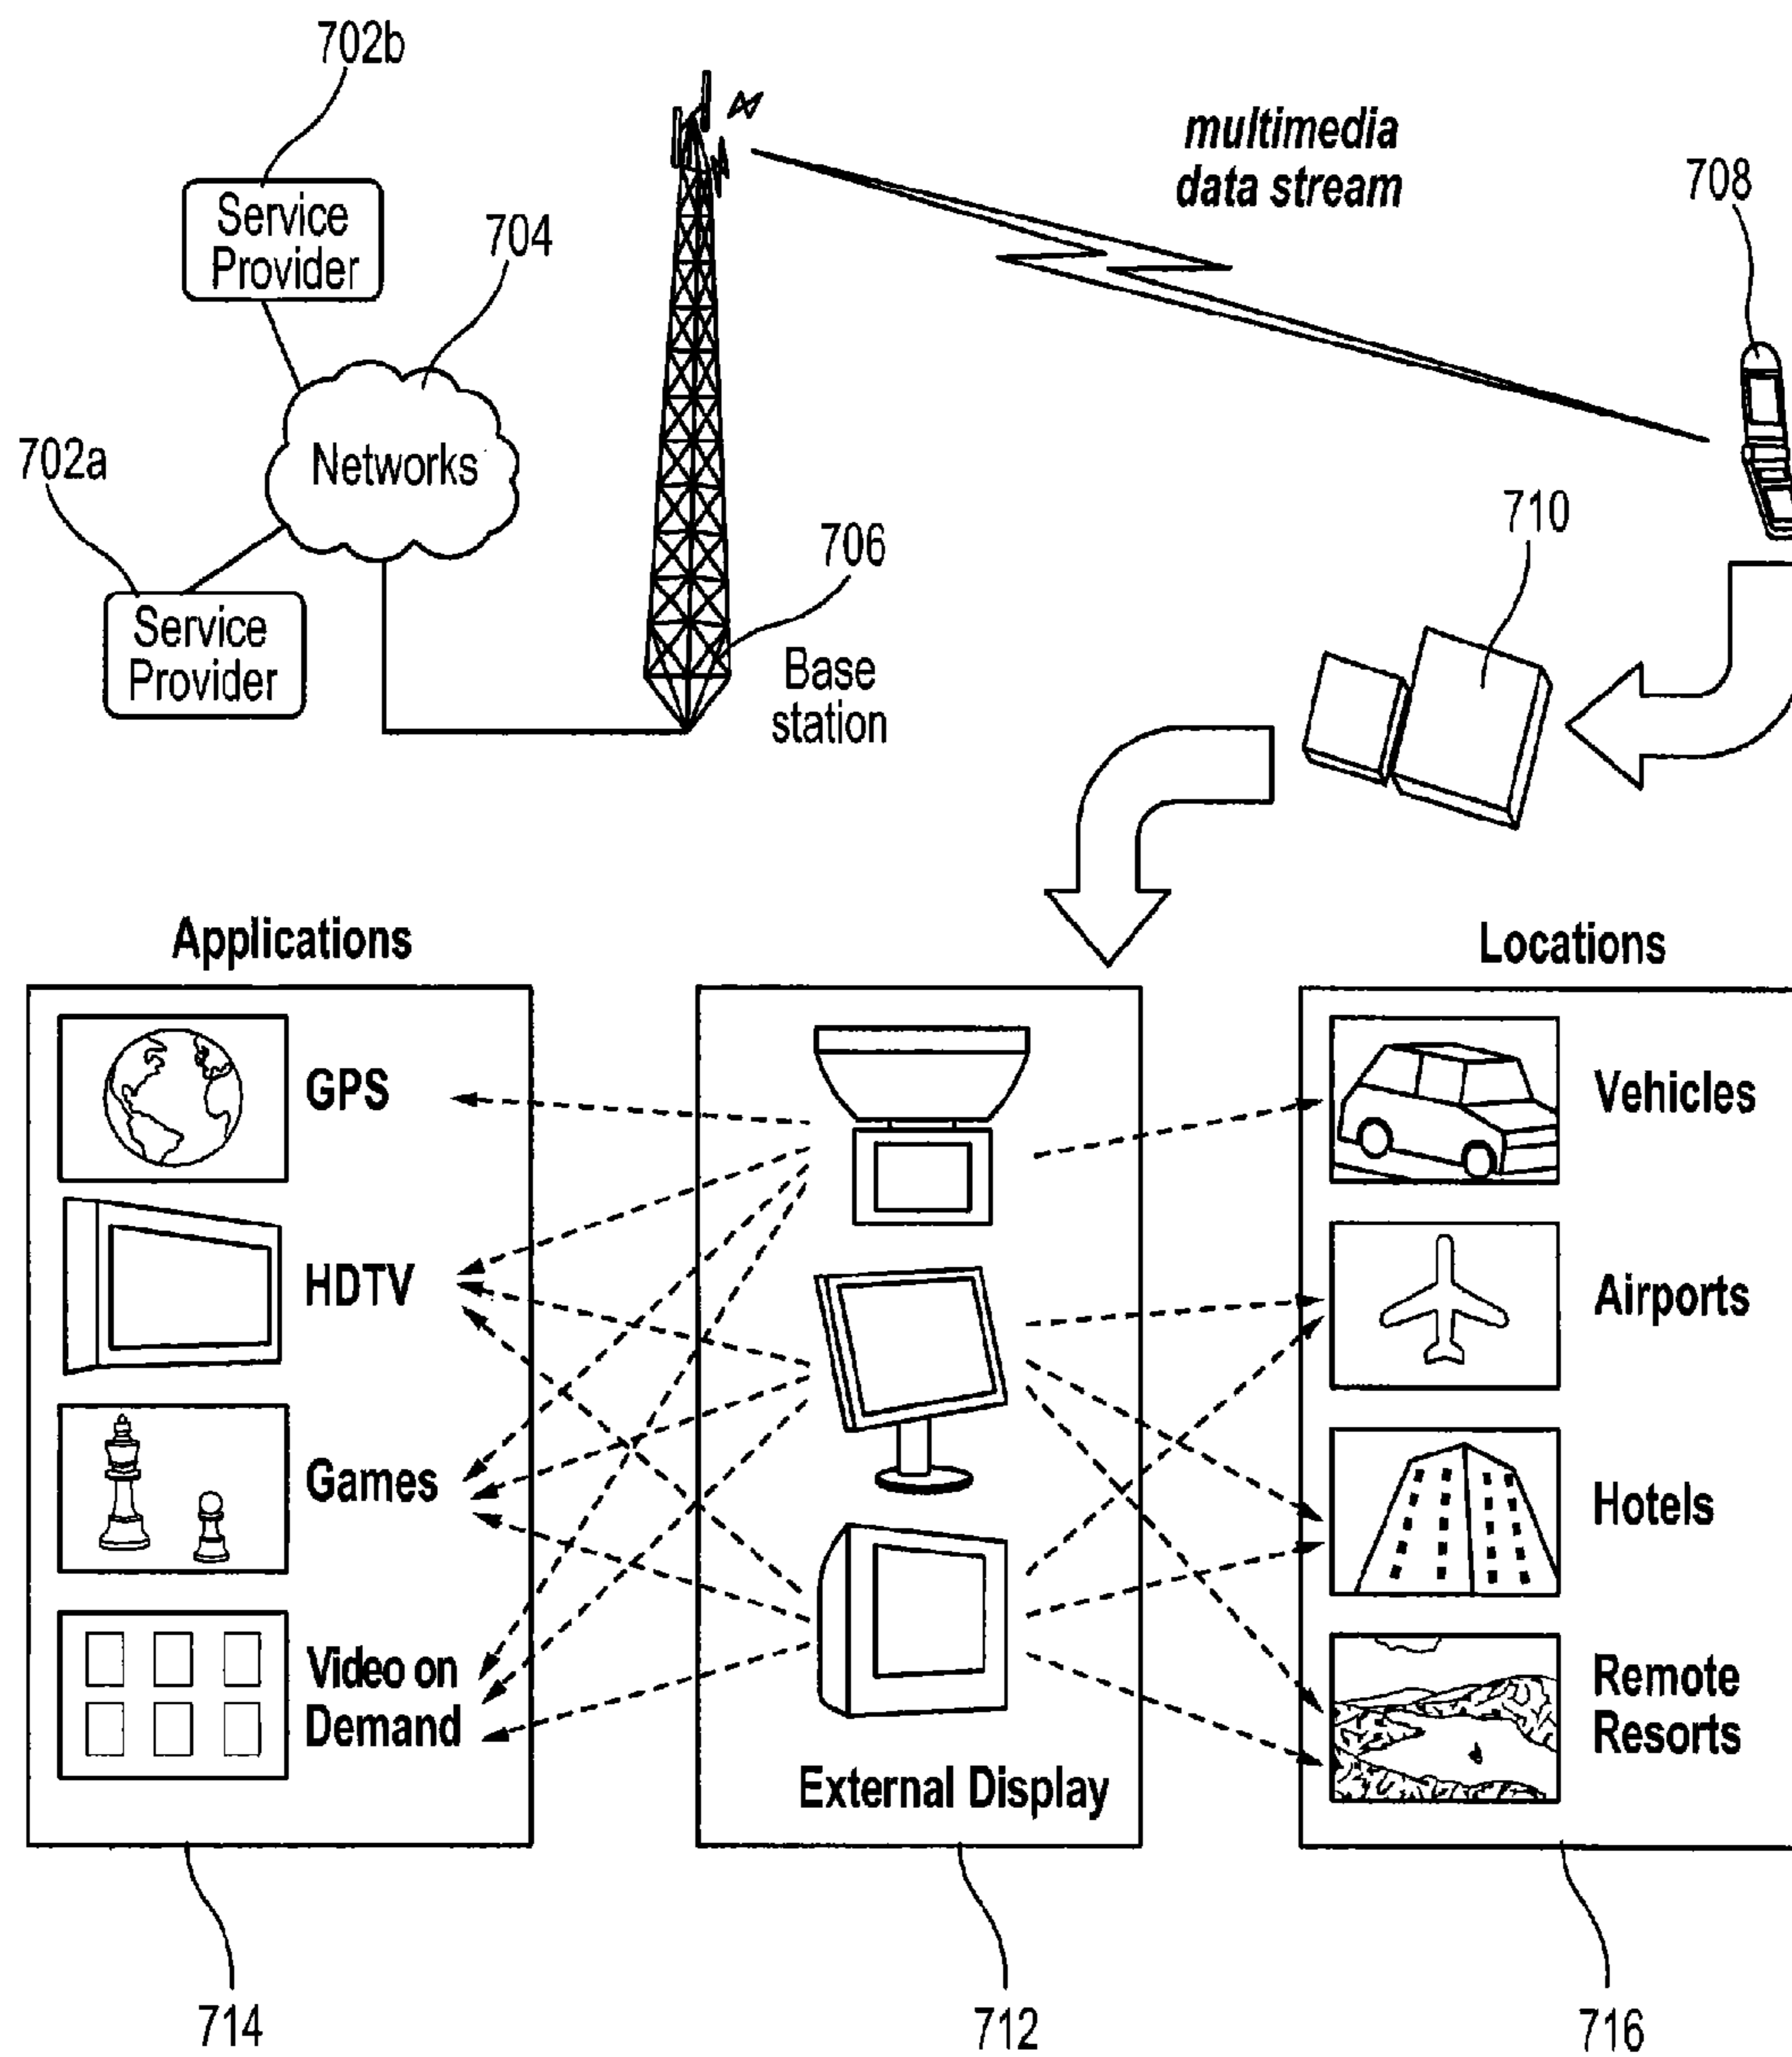 702b
multimedia
data stream
708
Service
Provider
704
Networks
702a
710
706
Service
Provider
Base
station
Applications
Locations
GPS
Vehicles
HDTV
Airports
Games
Hotels
Video on
Demand
Remote
Resorts
External Display
714
712
716